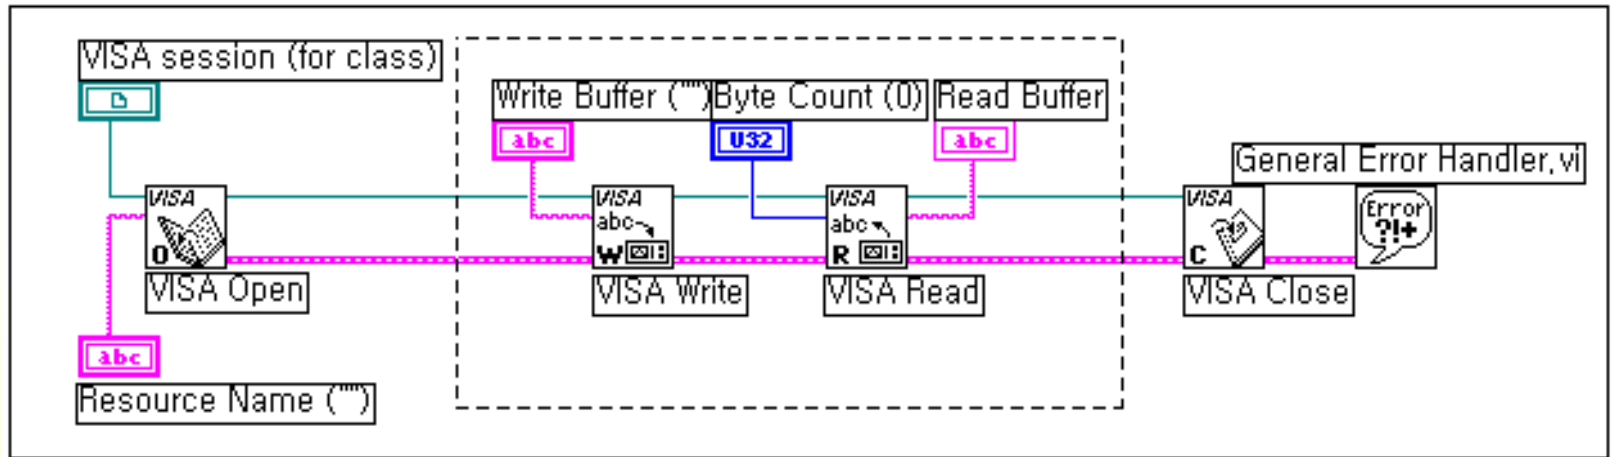 VISA session (for class)
Write Buffer ("")
Byte Count (0)
Read Buffer
abc
U32
abc
General Error Handler.vi
VISA
O
VISA
abc
W
VISA
abc
R
VISA
C
Error
?!+
VISA Open
VISA Write
VISA Read
VISA Close
abc
Resource Name ("")